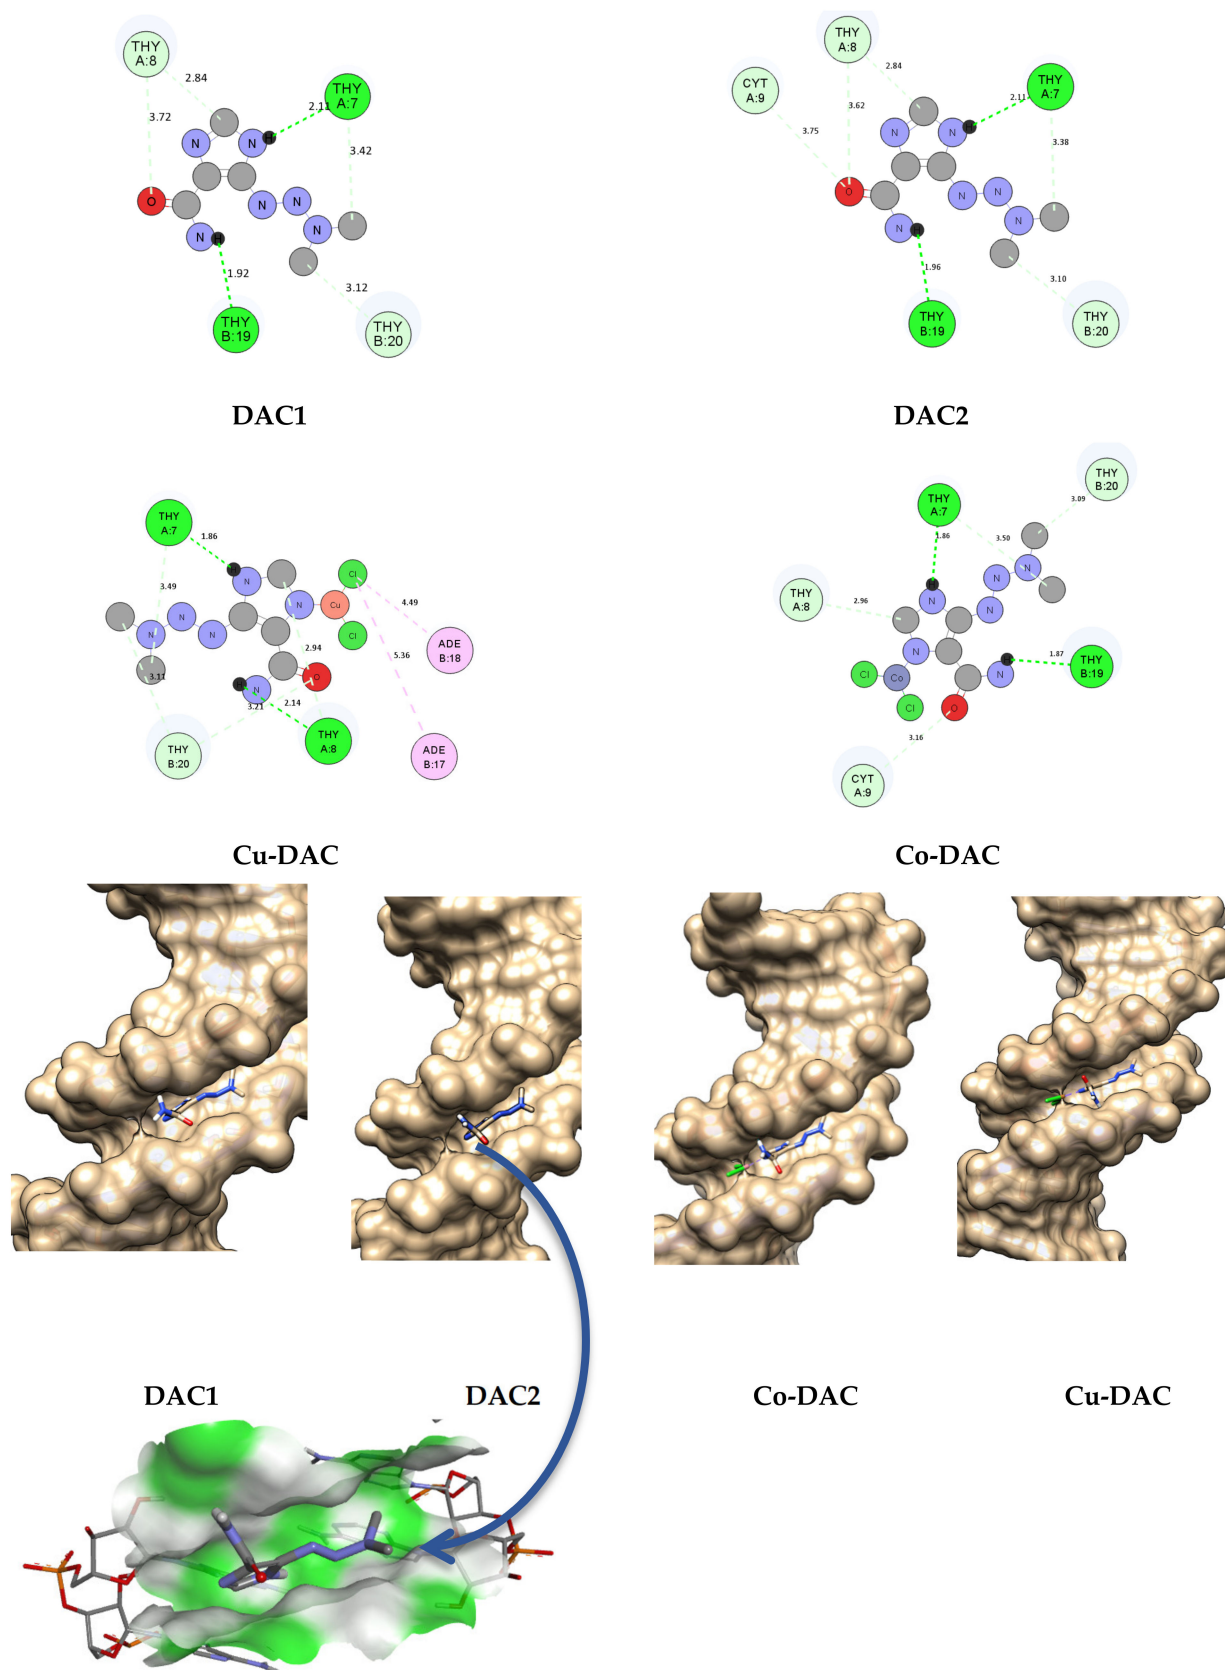 THY
A:8
2.84
THY
A:7
2.11
3.72
N
N
H
3.42
O
N
N
N
N
H
1.92
3.12
THY
B:19
THY
B:20
DAC1
THY
A:8
CYT
A:9
2.84
THY
A:7
2.11
3.62
3.75
N
N
H
3.38
O
N
N
N
N
H
1.96
3.10
THY
B:19
THY
B:20
DAC2
THY
A:7
1.86
H
N
Cl
3.49
N
Cu
N
N
N
Cl
4.49
2.94
ADE
B:18
5.36
3.11
H
N
O
3.21
2.14
THY
B:20
THY
A:8
ADE
B:17
Cu-DAC
THY
B:20
THY
A:7
3.09
1.86
3.50
N
N
H
THY
A:8
2.96
N
N
N
1.87
H
THY
B:19
Cl
Co
N
Cl
O
3.16
CYT
A:9
Co-DAC
DAC1
DAC2
Co-DAC
Cu-DAC